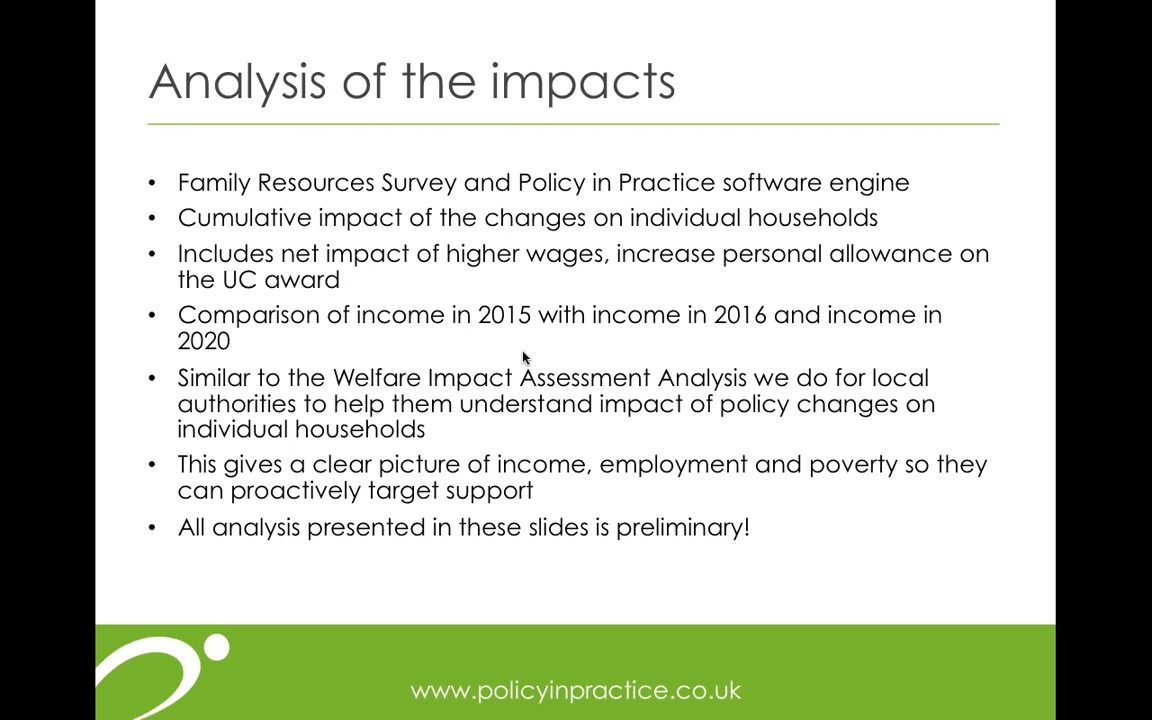 Analysis of the impacts
• Family Resources Survey and Policy in Practice software engine
• Cumulative impact of the changes on individual households
• Includes net impact of higher wages, increase personal allowance on
the UC award
• Comparison of income in 2015 with income in 2016 and income in
2020
• Similar to the Welfare Impact Assessment Analysis we do for local
authorities to help them understand impact of policy changes on
individual households
• This gives a clear picture of income, employment and poverty so they
can proactively target support
• All analysis presented in these slides is preliminary!
www.policyinpractice.co.uk